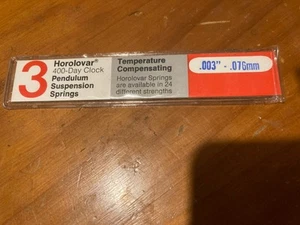 3
Horolovar®
400-Day Clock
Pendulum
Suspension
Springs
Temperature
Compensating
Horolovar Springs
are available in 24
different strengths
.003" - .076mm